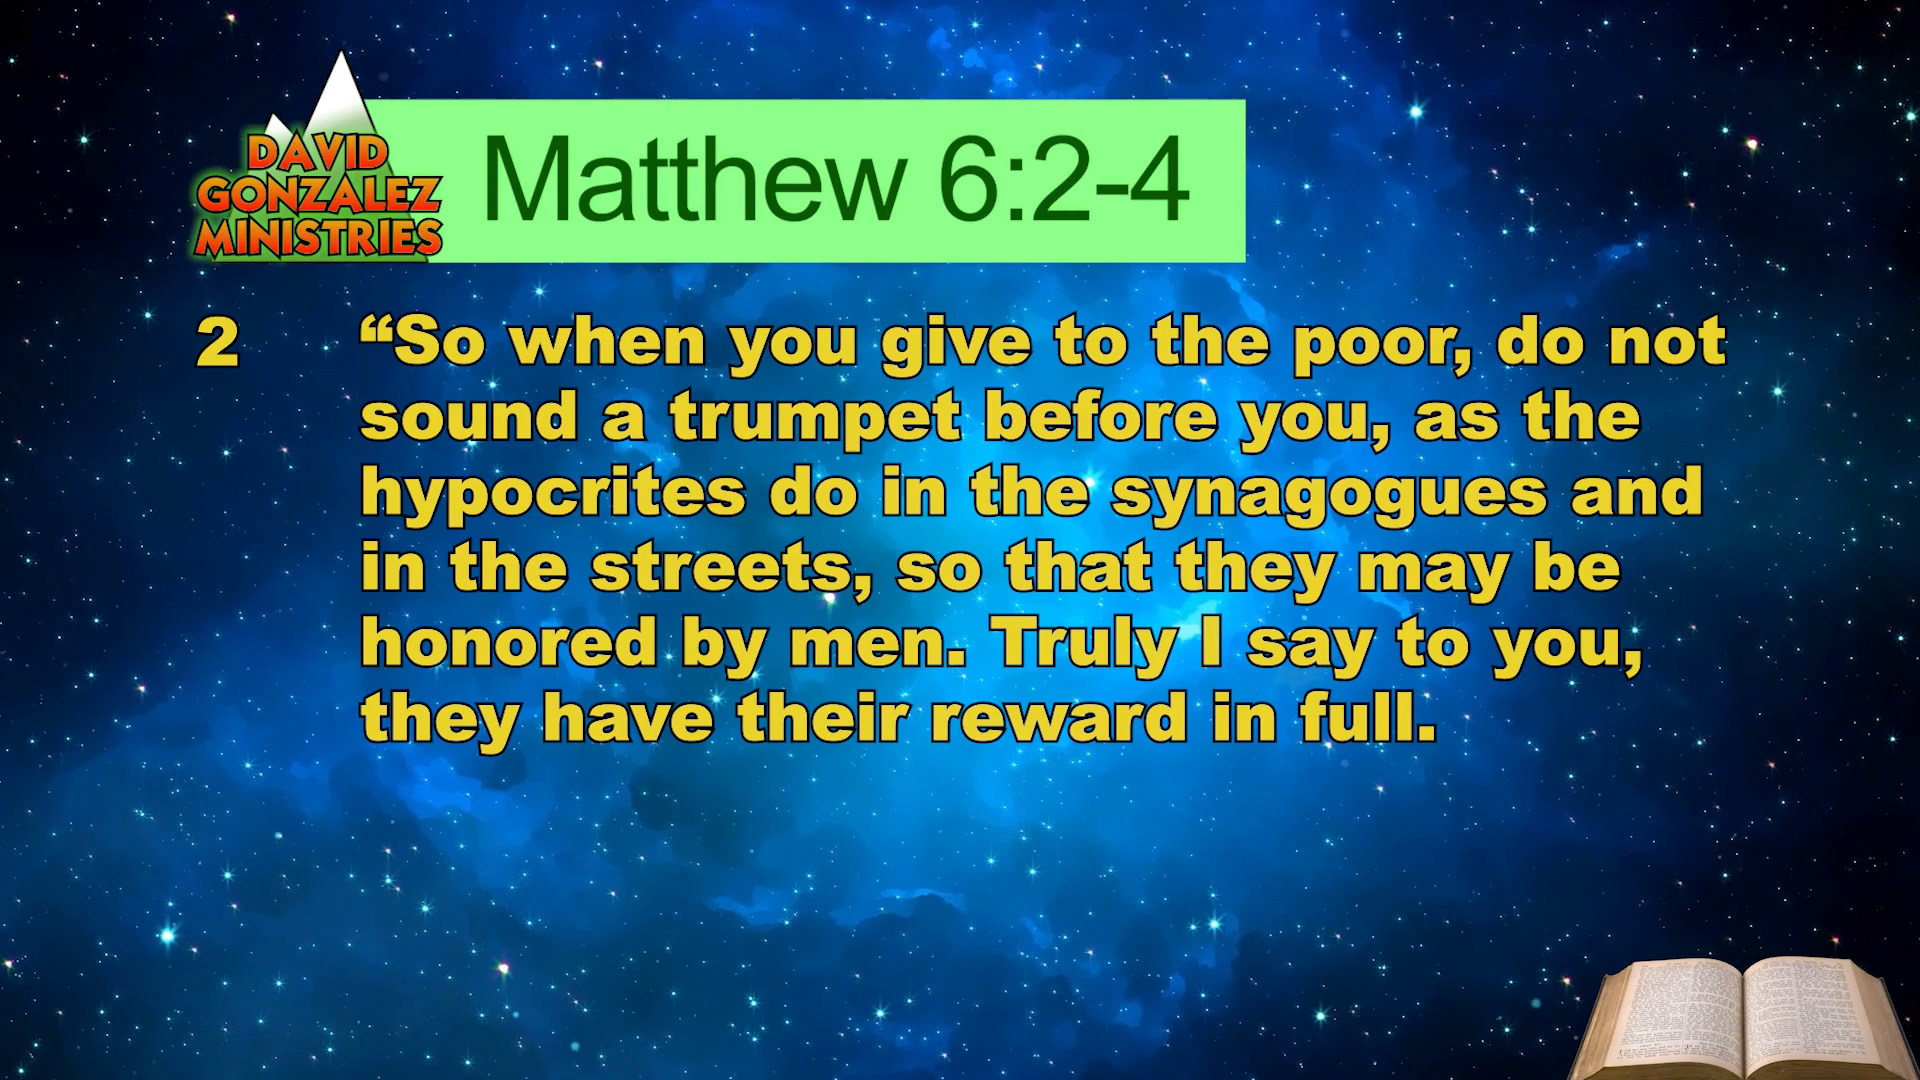 DAVID
GONZALEZ
MINISTRIES
Matthew 6:2-4
2 “So when you give to the poor, do not
sound a trumpet before you, as the
hypocrites do in the synagogues and
in the streets, so that they may be
honored by men. Truly I say to you,
they have their reward in full.